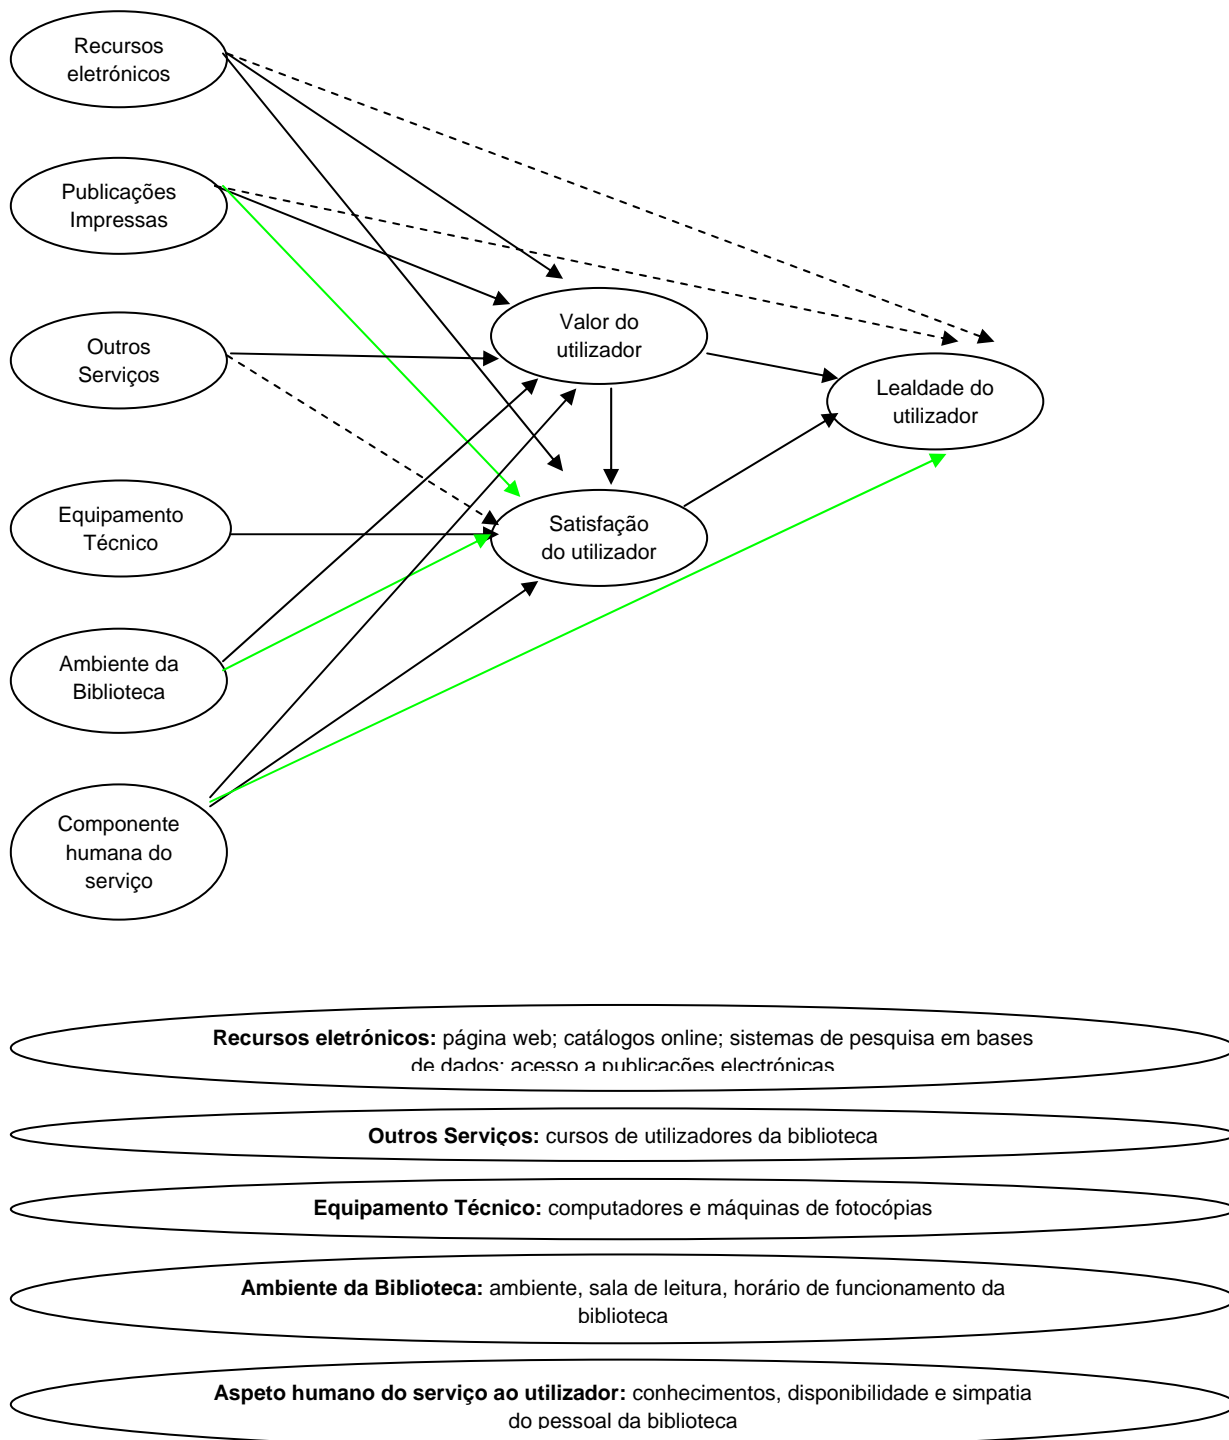 Recursos
eletrónicos
Publicações
Impressas
Outros
Serviços
Equipamento
Técnico
Ambiente da
Biblioteca
Componente
humana do
serviço
Valor do
utilizador
Satisfação
do utilizador
Lealdade do
utilizador
Recursos eletrónicos: página web; catálogos online; sistemas de pesquisa em bases
de dados; acesso a publicações electrónicas
Outros Serviços: cursos de utilizadores da biblioteca
Equipamento Técnico: computadores e máquinas de fotocópias
Ambiente da Biblioteca: ambiente, sala de leitura, horário de funcionamento da
biblioteca
Aspeto humano do serviço ao utilizador: conhecimentos, disponibilidade e simpatia
do pessoal da biblioteca